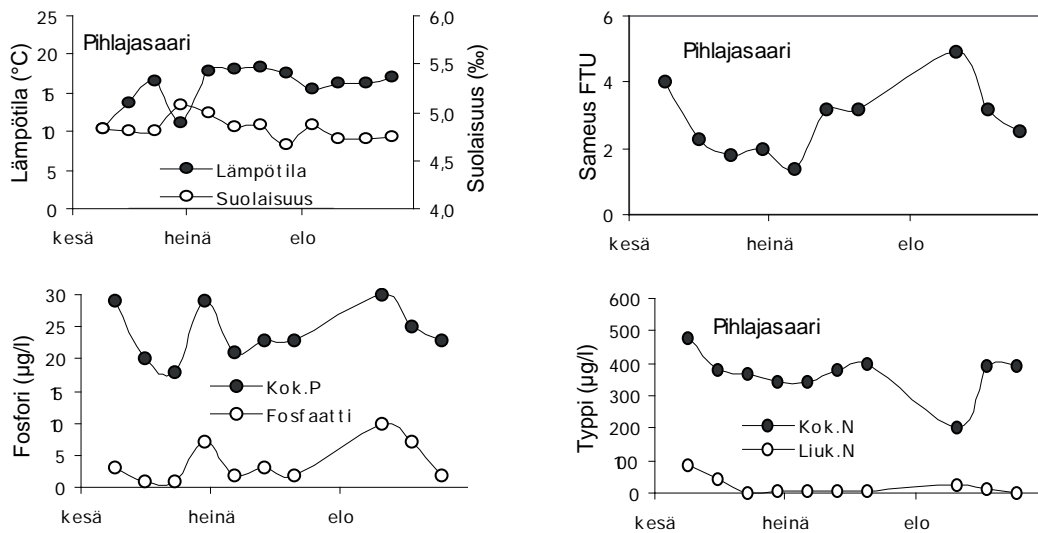 Pihlajasaari
Lämpötila (°C)
25
20
15
10
5
0
Suolaisuus (‰)
6,0
5,5
5,0
4,5
4,0
Lämpötila
Suolaisuus
kesä heinä elo
Pihlajasaari
Sameus FTU
6
4
2
0
kesä heinä elo
Fosfori (µg/l)
30
25
20
15
10
5
0
Kok.P
Fosfaatti
kesä heinä elo
Pihlajasaari
Typpi (µg/l)
600
500
400
300
200
100
0
Kok.N
Liuk.N
kesä heinä elo